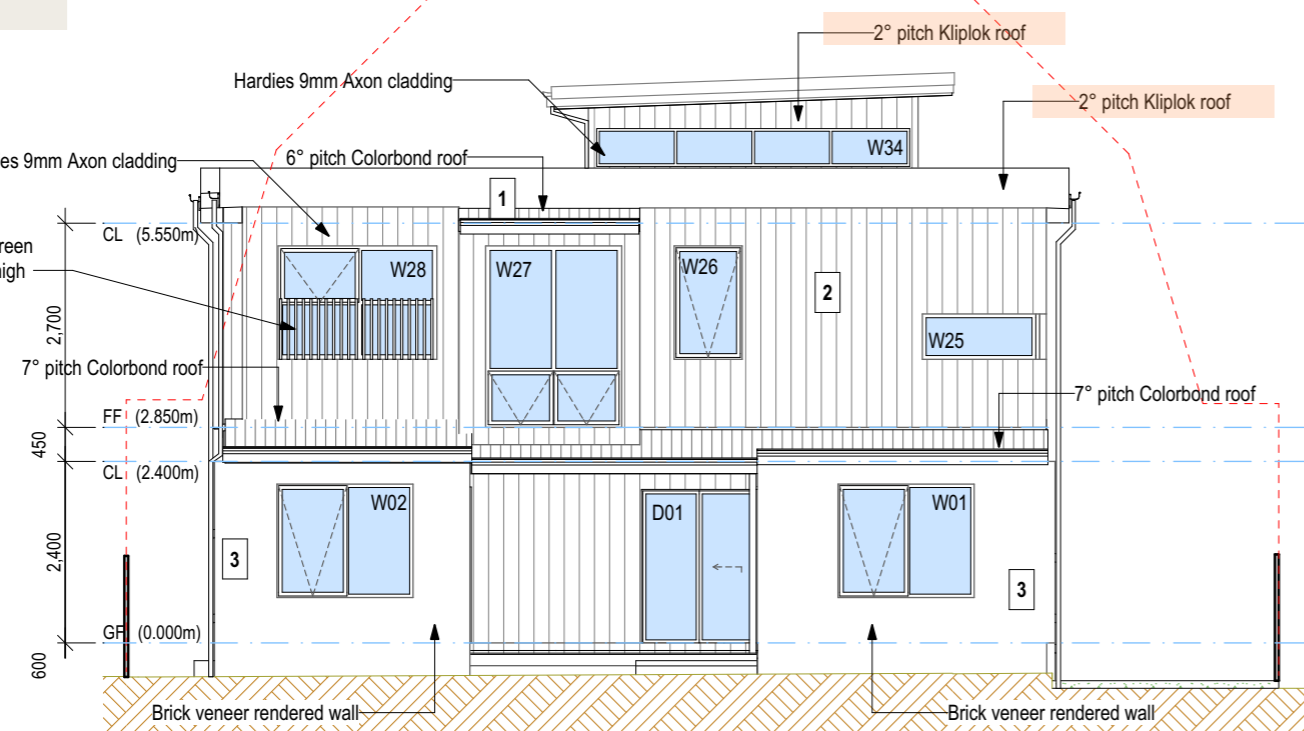 2° pitch Kliplok roof
Hardies 9mm Axon cladding
2° pitch Kliplok roof
W34
es 9mm Axon cladding
6° pitch Colorbond roof
1
CL (5.550m)
reen
W28
W27
W26
igh
2
2,700
W25
7° pitch Colorbond roof
7° pitch Colorbond roof
FF (2.850m)
450
CL (2.400m)
W02
D01
W01
2,400
3
3
GF (0.000m)
600
Brick veneer rendered wall
Brick veneer rendered wall